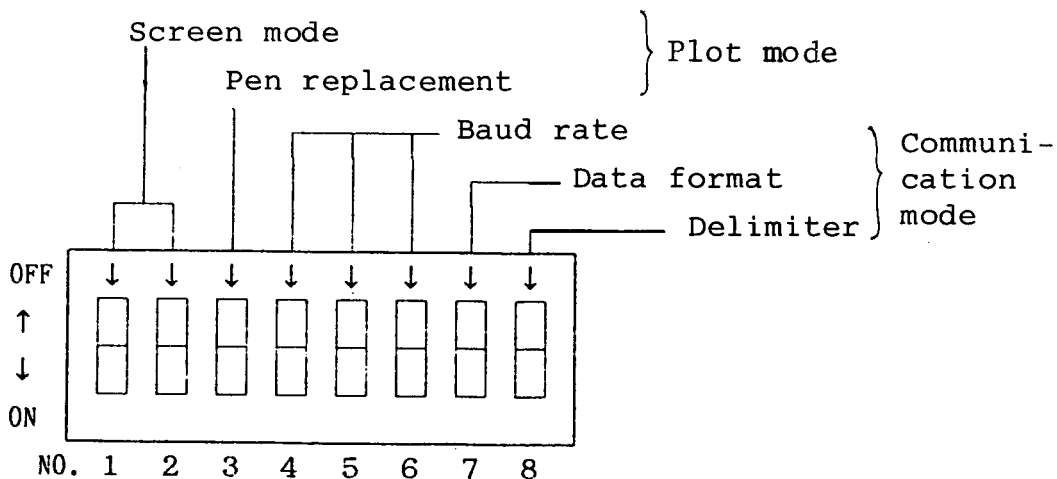 Screen mode
Plot mode
Pen replacement
Baud rate
Data format
Communi-
cation
mode
Delimiter
OFF
↓ ↓ ↓ ↓ ↓ ↓ ↓ ↓
↑
↓
ON
NO. 1 2 3 4 5 6 7 8